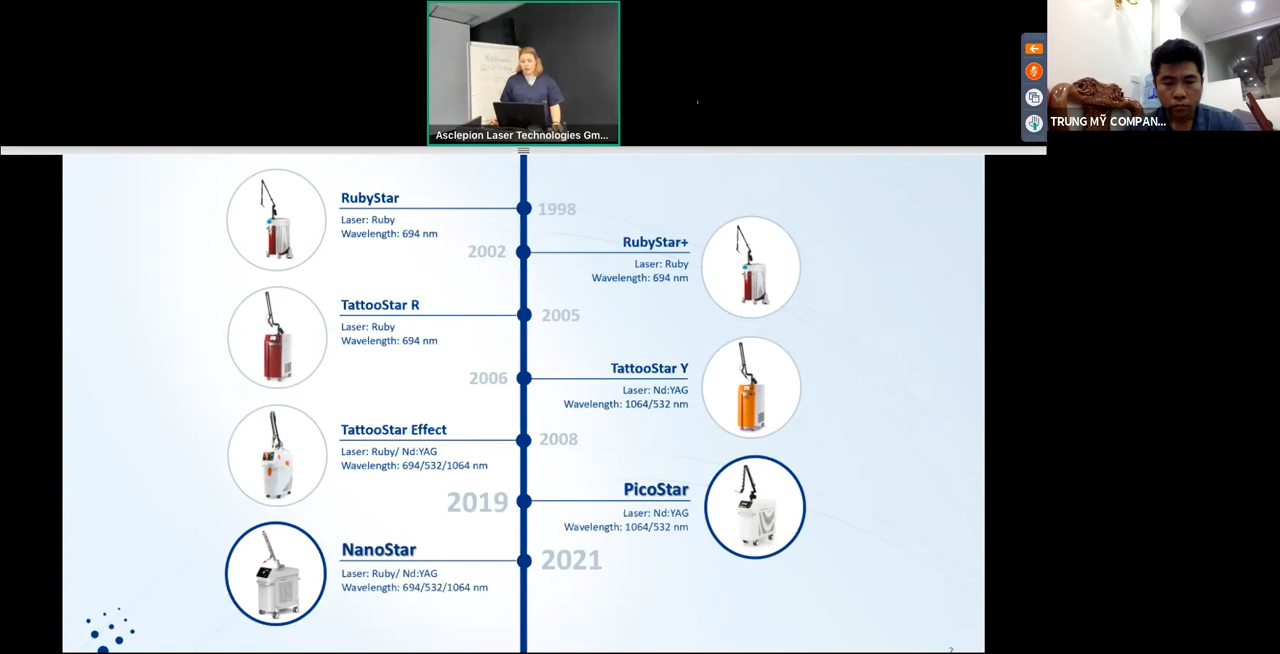 Asclepion Laser Technologies Gm...
TRUNG MỸ COMPAN...
RubyStar
Laser: Ruby
Wavelength: 694 nm
1998
2002
RubyStar+
Laser: Ruby
Wavelength: 694 nm
TattooStar R
Laser: Ruby
Wavelength: 694 nm
2005
2006
TattooStar Y
Laser: Nd:YAG
Wavelength: 1064/532 nm
TattooStar Effect
Laser: Ruby/ Nd:YAG
Wavelength: 694/532/1064 nm
2008
2019
PicoStar
Laser: Nd:YAG
Wavelength: 1064/532 nm
NanoStar
Laser: Ruby/ Nd:YAG
Wavelength: 694/532/1064 nm
2021